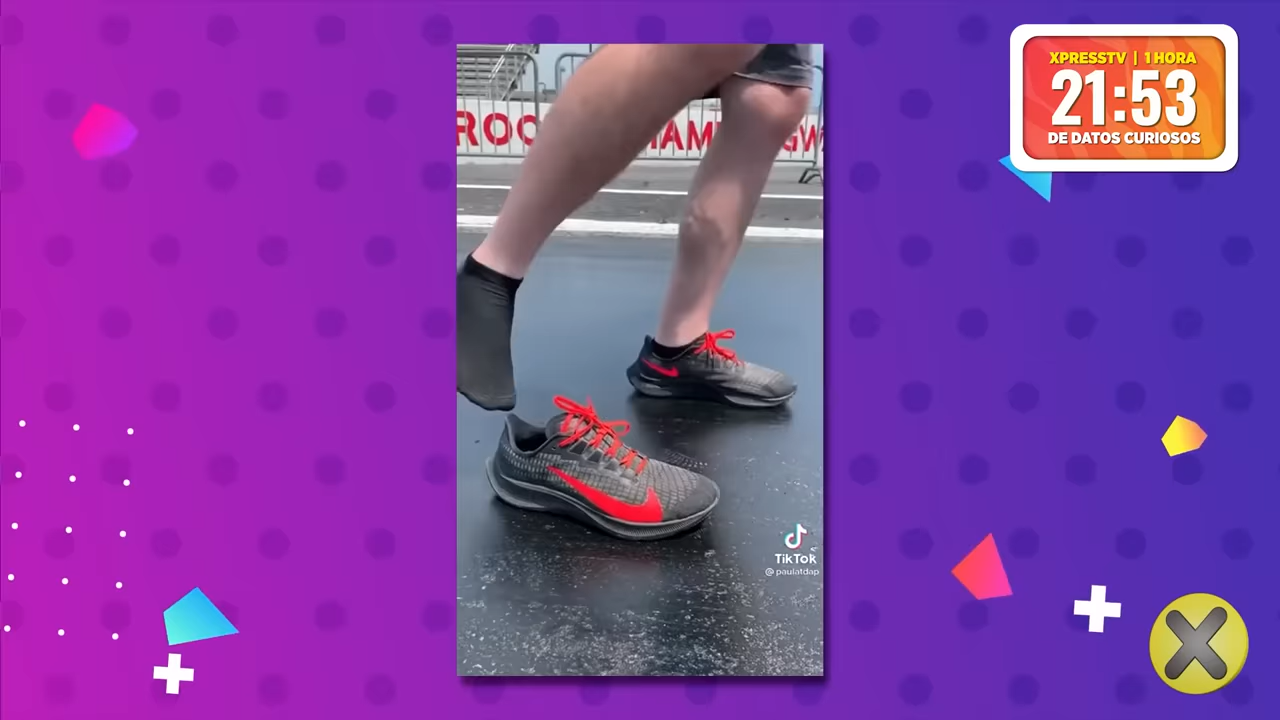 XPRESSTV | 1 HORA
21:53
DE DATOS CURIOSOS
TikTok
@paulatdap
X